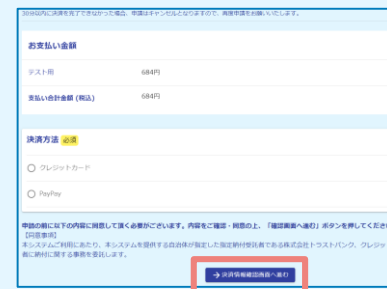 30分以内に決済を完了できなかった場合、申請はキャンセルとなりますので、再度申請をお願いいたします。
お支払い金額
テスト用 684円
支払い合計金額 (税込) 684円
決済方法 必須
クレジットカード
PayPay
申請の前に以下の内容に同意して頂く必要がございます。内容をご確認・同意の上、「確認画面へ進む」ボタンを押してくださ
【同意事項】
本システムご利用にあたり、本システムを提供する自治体が指定した指定納付受託者である株式会社トラストバンク、クレジッ
者に納付に関する事務を委託します。
→ 決済情報確認画面へ進む